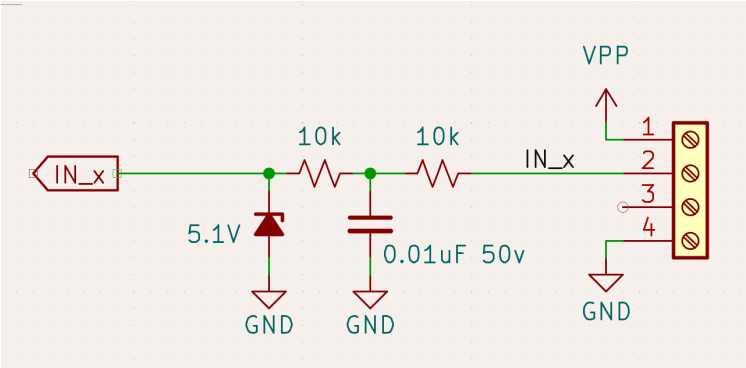 VPP
10k
10k
1
IN_x
IN_x
2
3
5.1V
4
0.01uF 50v
GND
GND
GND